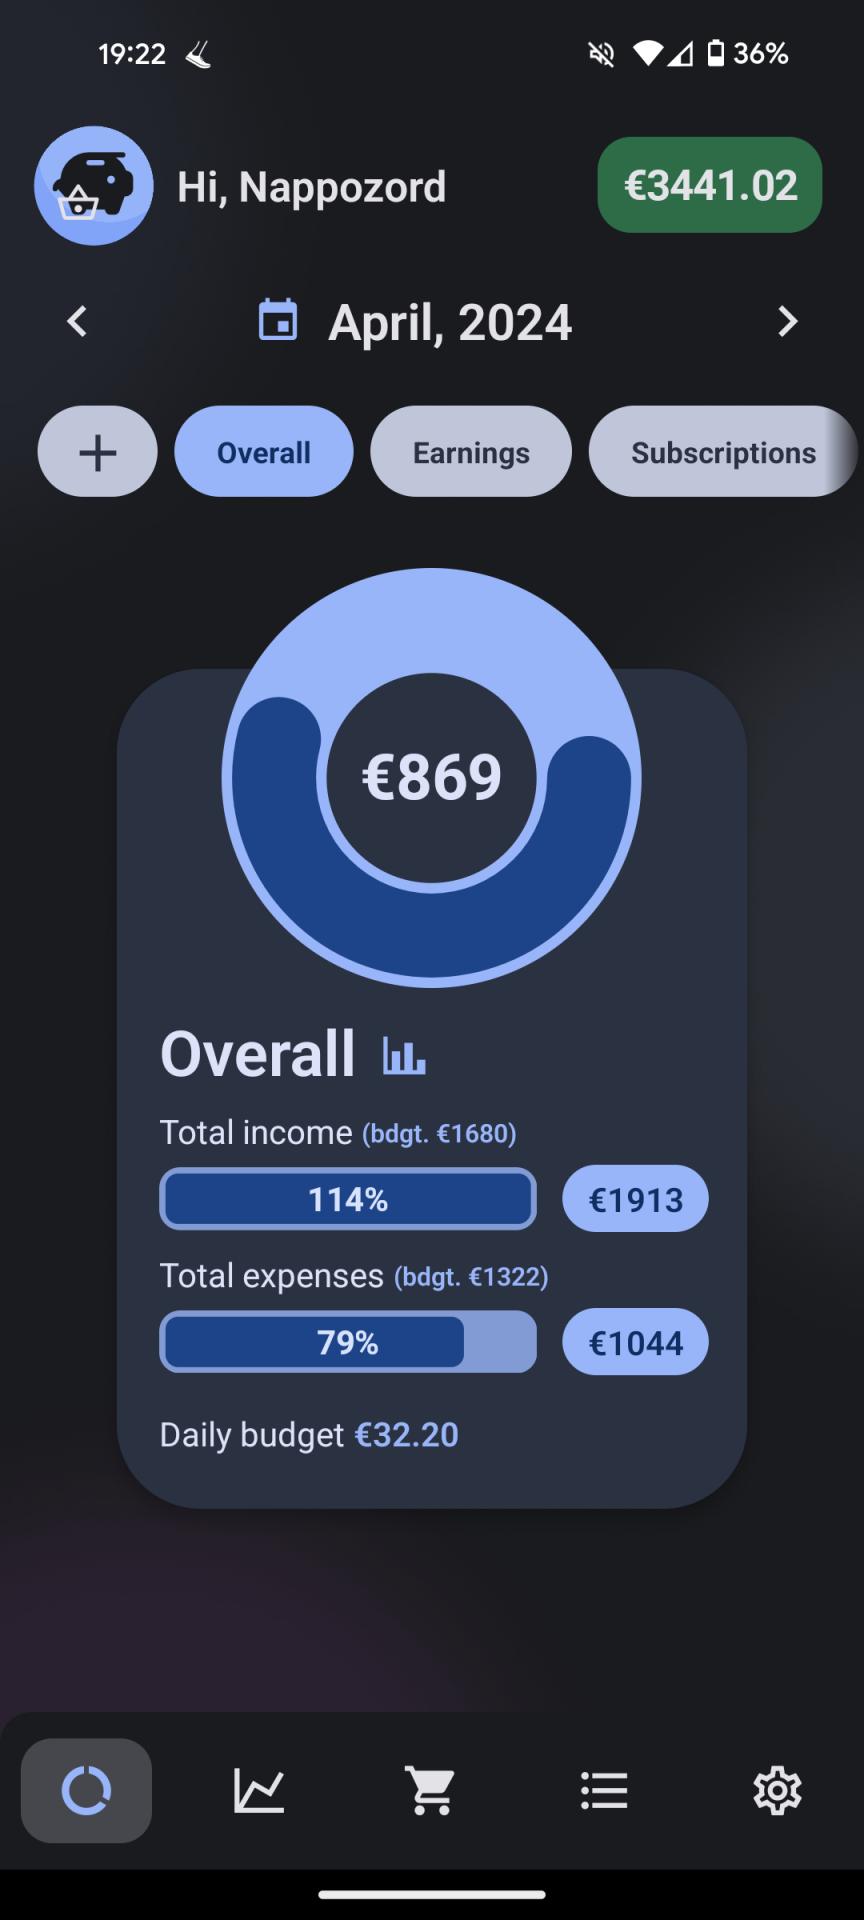 19:22
36%
Hi, Nappozord
€3441.02
April, 2024
Overall
Earnings
Subscriptions
€869
Overall
Total income (bdgt. €1680)
114%
€1913
Total expenses (bdgt. €1322)
79%
€1044
Daily budget €32.20